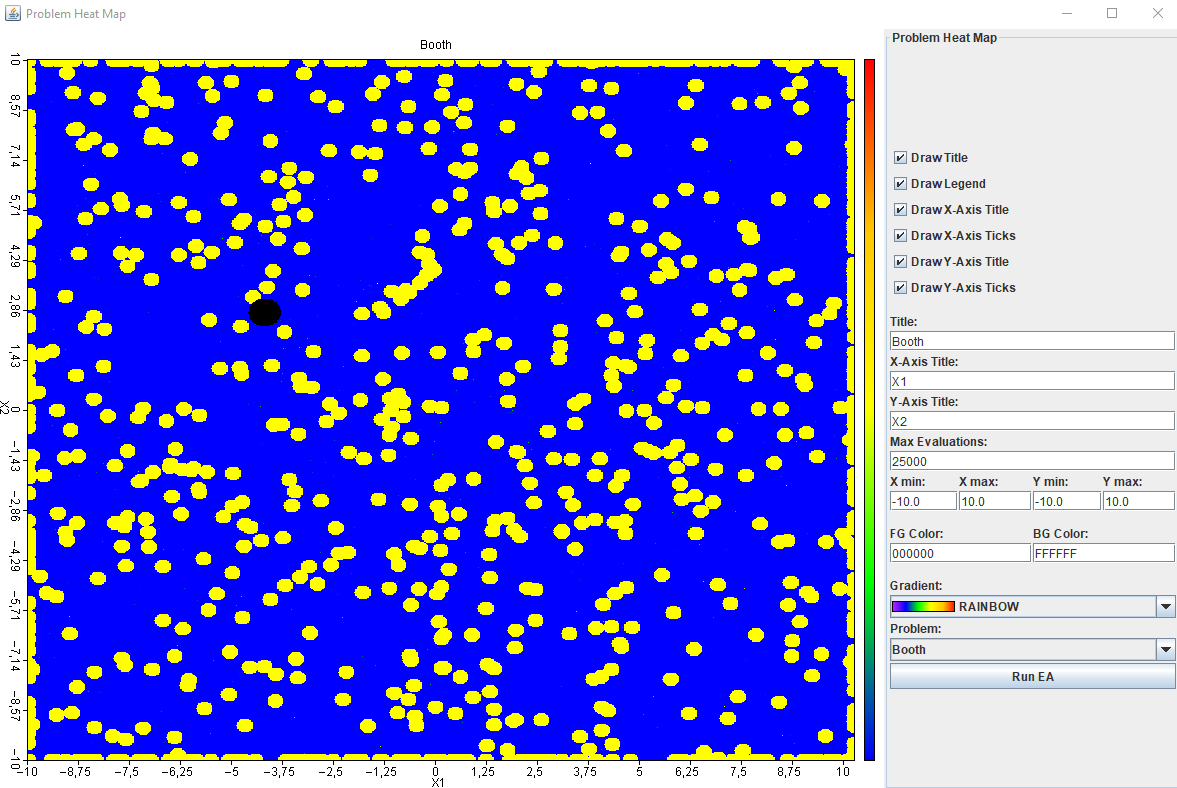 Problem Heat Map
Booth
10
8,57
7,14
5,71
4,29
2,86
1,43
0
−1,43
−2,86
−4,29
−5,71
−7,14
−8,57
−10
X2
−10 −8,75 −7,5 −6,25 −5 −3,75 −2,5 −1,25 0 1,25 2,5 3,75 5 6,25 7,5 8,75 10
X1
Problem Heat Map
Draw Title
Draw Legend
Draw X-Axis Title
Draw X-Axis Ticks
Draw Y-Axis Title
Draw Y-Axis Ticks
Title:
Booth
X-Axis Title:
X1
Y-Axis Title:
X2
Max Evaluations:
25000
X min: X max: Y min: Y max:
-10.0 10.0 -10.0 10.0
FG Color: BG Color:
000000 FFFFFF
Gradient:
RAINBOW
Problem:
Booth
Run EA